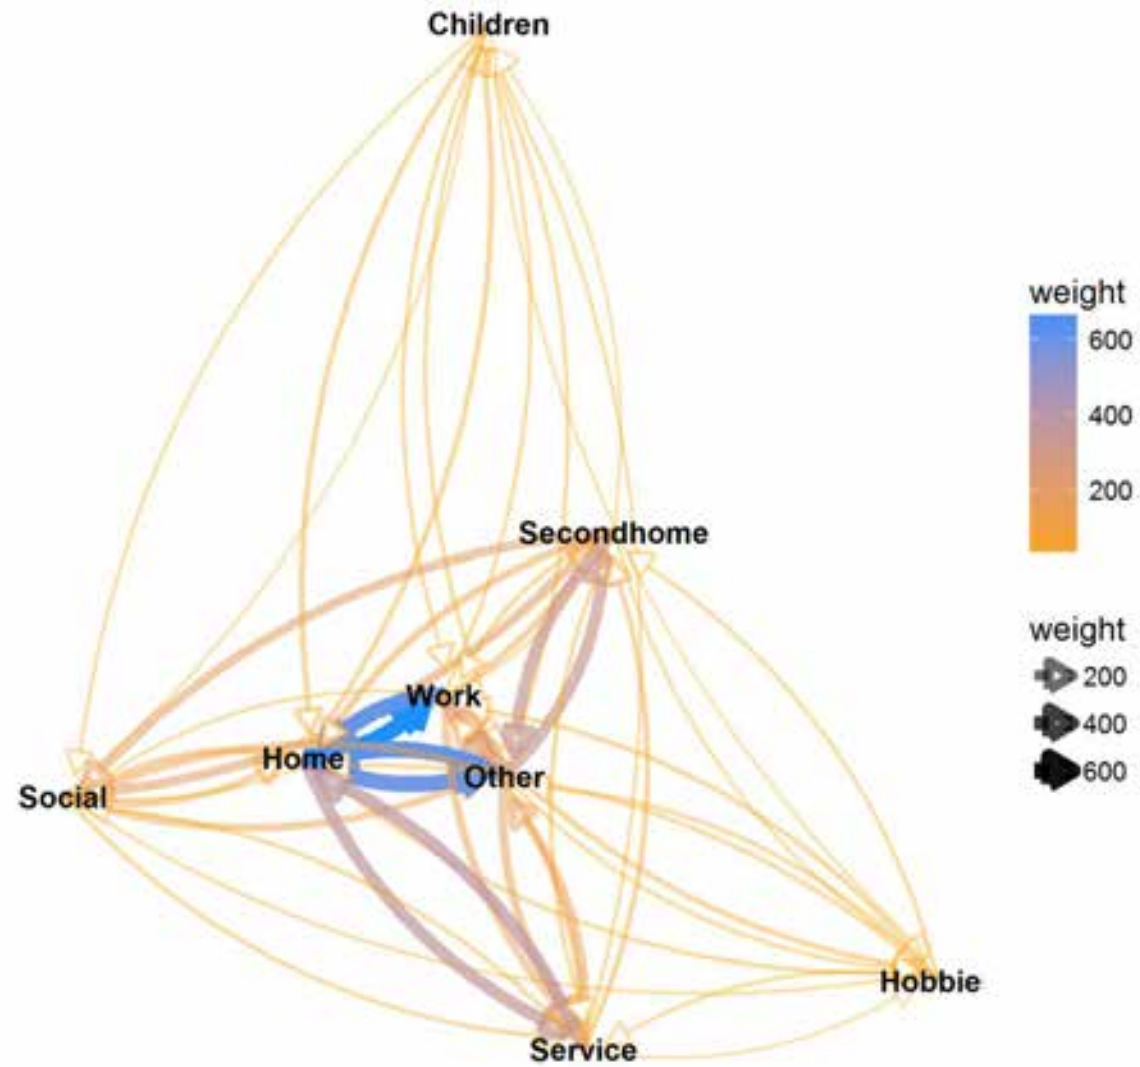 Children
weight
600
400
200
Secondhome
weight
200
400
600
Work
Home
Other
Social
Hobbie
Service